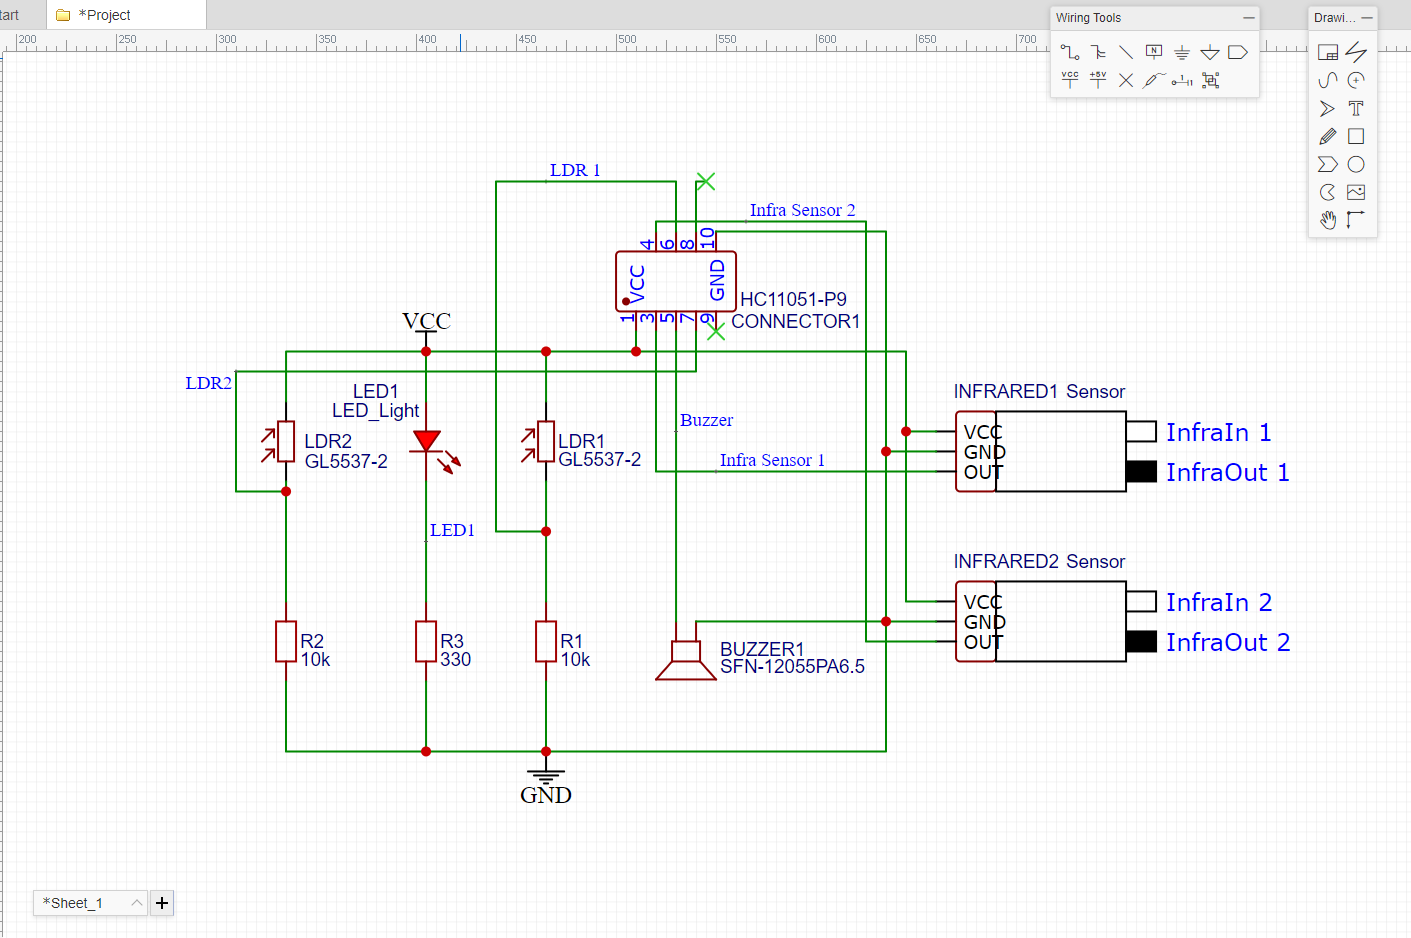 tart
*Project
Wiring Tools
Drawi...
200
250
300
350
400
450
500
550
600
650
700
N
VCC
+5V
T
LDR 1
Infra Sensor 2
4
6
8
10
VCC
GND
HC11051-P9
1
3
5
7
9
CONNECTOR1
VCC
LDR2
LED1
LED_Light
INFRARED1 Sensor
Buzzer
LDR2
GL5537-2
LDR1
GL5537-2
VCC
GND
OUT
InfraIn 1
InfraOut 1
Infra Sensor 1
LED1
INFRARED2 Sensor
VCC
GND
OUT
InfraIn 2
InfraOut 2
R2
10k
R3
330
R1
10k
BUZZER1
SFN-12055PA6.5
GND
*Sheet_1